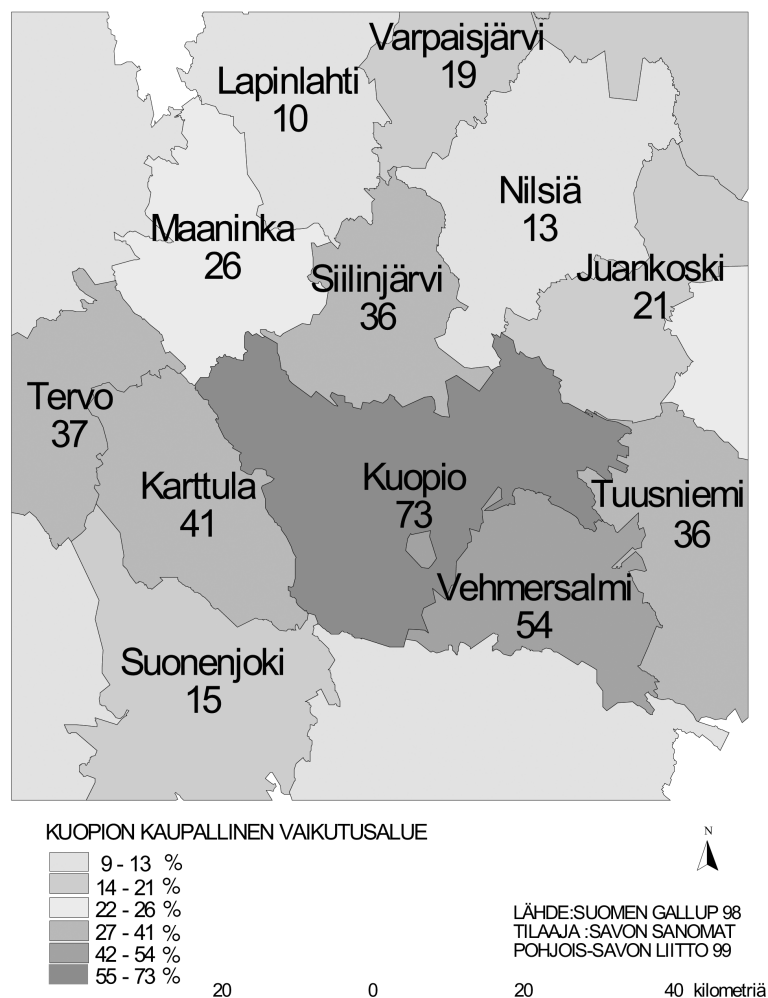 Varpaisjärvi
19
Lapinlahti
10
Nilsiä
13
Maaninka
26
Siilinjärvi
36
Juankoski
21
Tervo
37
Karttula
41
Kuopio
73
Tuusniemi
36
Vehmersalmi
54
Suonenjoki
15
KUOPION KAUPALLINEN VAIKUTUSALUE
9 - 13 %
14 - 21 %
22 - 26 %
27 - 41 %
42 - 54 %
55 - 73 %
N
LÄHDE:SUOMEN GALLUP 98
TILAAJA :SAVON SANOMAT
POHJOIS-SAVON LIITTO 99
20 0 20 40 kilometriä